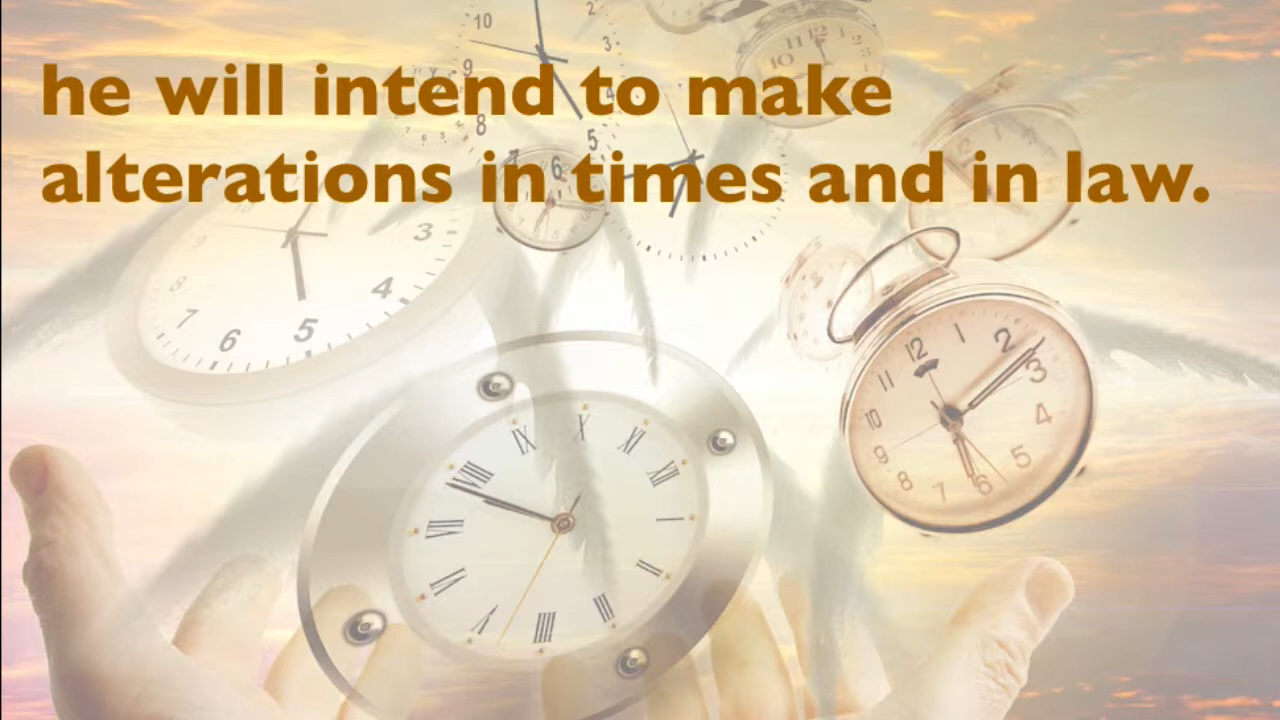 he will intend to make
alterations in times and in law.